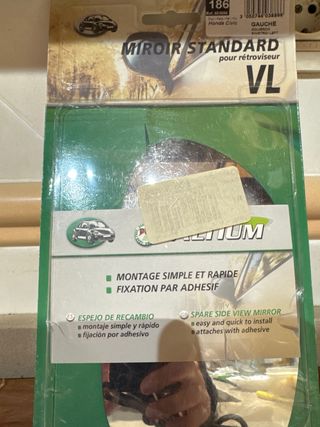 186
Honda Civic
GAUCHE
MIROIR STANDARD
pour rétroviseur
VL
MONTAGE SIMPLE ET RAPIDE
FIXATION PAR ADHESIF
ESPEJO DE RECAMBIO
montaje simple y rápido
fijación por adhesivo
SPARE SIDE VIEW MIRROR
easy and quick to install
attaches with adhesive